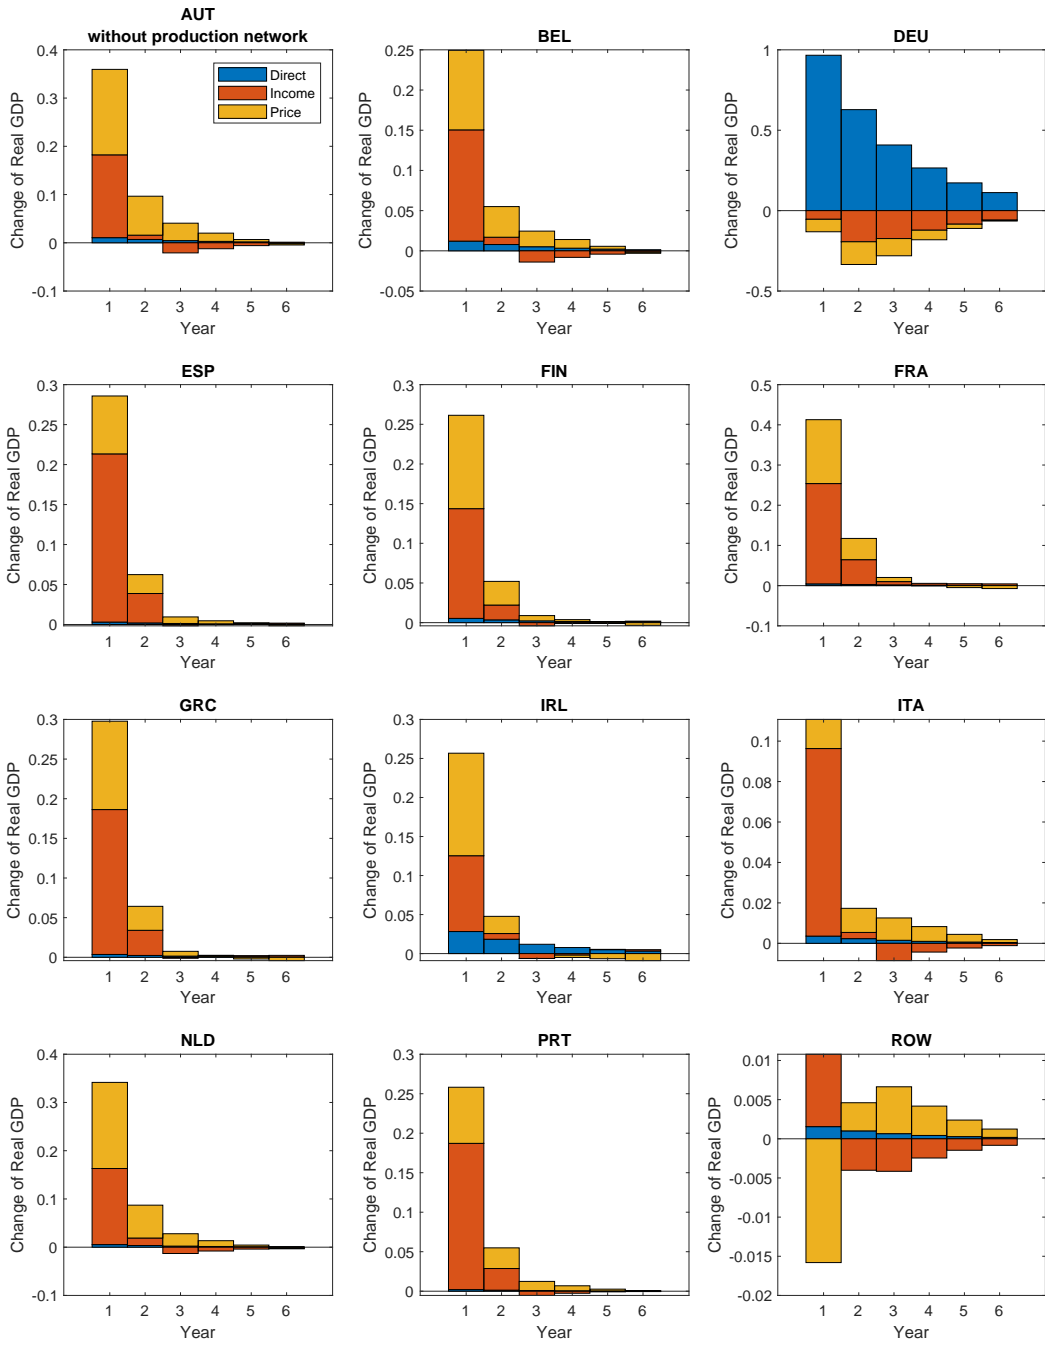 AUT
without production network
0.4
0.3
0.2
0.1
0
-0.1
Change of Real GDP
Direct
Income
Price
1 2 3 4 5 6
Year
BEL
0.25
0.2
0.15
0.1
0.05
0
-0.05
Change of Real GDP
1 2 3 4 5 6
Year
DEU
1
0.5
0
-0.5
Change of Real GDP
1 2 3 4 5 6
Year
ESP
0.3
0.25
0.2
0.15
0.1
0.05
0
Change of Real GDP
1 2 3 4 5 6
Year
FIN
0.3
0.25
0.2
0.15
0.1
0.05
0
Change of Real GDP
1 2 3 4 5 6
Year
FRA
0.5
0.4
0.3
0.2
0.1
0
-0.1
Change of Real GDP
1 2 3 4 5 6
Year
GRC
0.3
0.25
0.2
0.15
0.1
0.05
0
Change of Real GDP
1 2 3 4 5 6
Year
IRL
0.3
0.25
0.2
0.15
0.1
0.05
0
Change of Real GDP
1 2 3 4 5 6
Year
ITA
0.1
0.08
0.06
0.04
0.02
0
Change of Real GDP
1 2 3 4 5 6
Year
NLD
0.4
0.3
0.2
0.1
0
-0.1
Change of Real GDP
1 2 3 4 5 6
Year
PRT
0.3
0.25
0.2
0.15
0.1
0.05
0
Change of Real GDP
1 2 3 4 5 6
Year
ROW
0.01
0.005
0
-0.005
-0.01
-0.015
-0.02
Change of Real GDP
1 2 3 4 5 6
Year